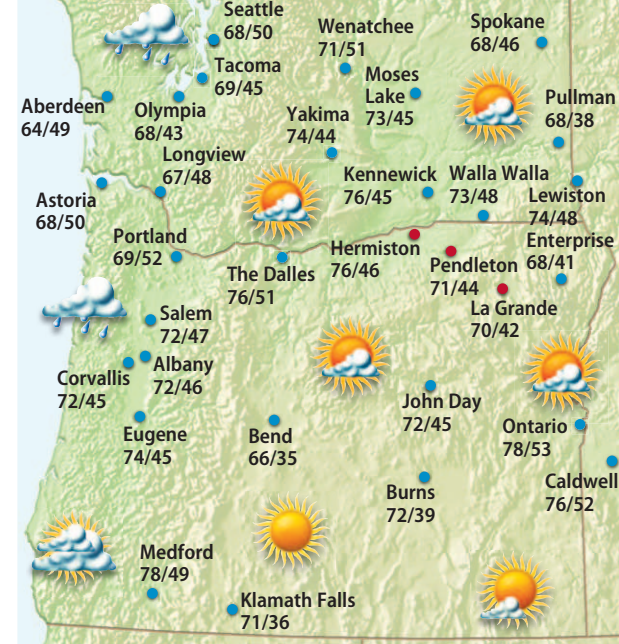 Seattle
68/50
Wenatchee
71/51
Spokane
68/46
Tacoma
69/45
Moses
Lake
73/45
Pullman
68/38
Aberdeen
64/49
Olympia
68/43
Yakima
74/44
Longview
67/48
Kennewick
76/45
Walla Walla
73/48
Lewiston
74/48
Astoria
68/50
Portland
69/52
The Dalles
76/51
Hermiston
76/46
Pendleton
71/44
Enterprise
68/41
La Grande
70/42
Salem
72/47
Albany
72/46
Corvallis
72/45
John Day
72/45
Eugene
74/45
Bend
66/35
Ontario
78/53
Burns
72/39
Caldwell
76/52
Medford
78/49
Klamath Falls
71/36